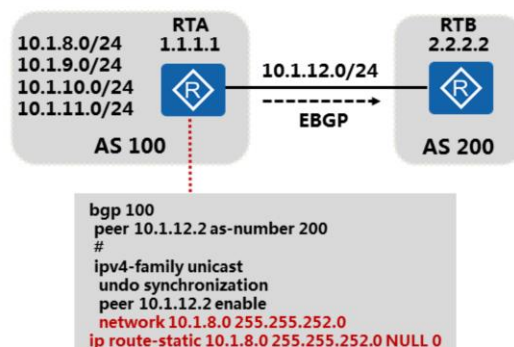 RTA
1.1.1.1
10.1.8.0/24
10.1.9.0/24
10.1.10.0/24
10.1.11.0/24
R
AS 100
10.1.12.0/24
EBGP
RTB
2.2.2.2
R
AS 200
bgp 100
peer 10.1.12.2 as-number 200
#
ipv4-family unicast
undo synchronization
peer 10.1.12.2 enable
network 10.1.8.0 255.255.252.0
ip route-static 10.1.8.0 255.255.252.0 NULL 0